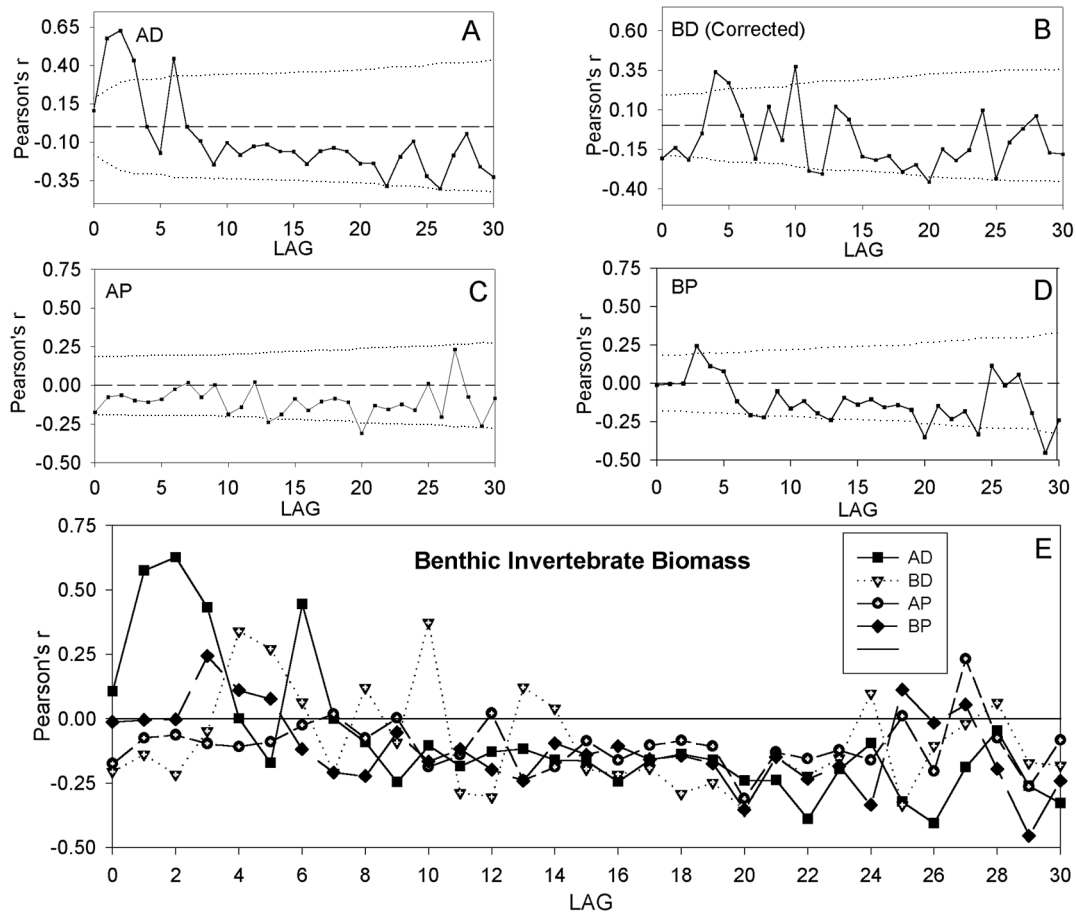 AD
A
Pearson's r
0.65
0.40
0.15
-0.10
-0.35
0 5 10 15 20 25 30
LAG
BD (Corrected)
B
Pearson's r
0.60
0.35
0.10
-0.15
-0.40
0 5 10 15 20 25 30
LAG
AP
C
Pearson's r
0.75
0.50
0.25
0.00
-0.25
-0.50
0 5 10 15 20 25 30
LAG
BP
D
Pearson's r
0.75
0.50
0.25
0.00
-0.25
-0.50
0 5 10 15 20 25 30
LAG
Benthic Invertebrate Biomass
E
AD
BD
AP
BP
Pearson's r
0.75
0.50
0.25
0.00
-0.25
-0.50
0 2 4 6 8 10 12 14 16 18 20 22 24 26 28 30
LAG